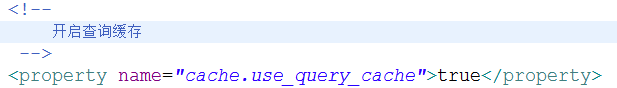 <!--
开启查询缓存
-->
<property name="cache.use_query_cache">true</property>